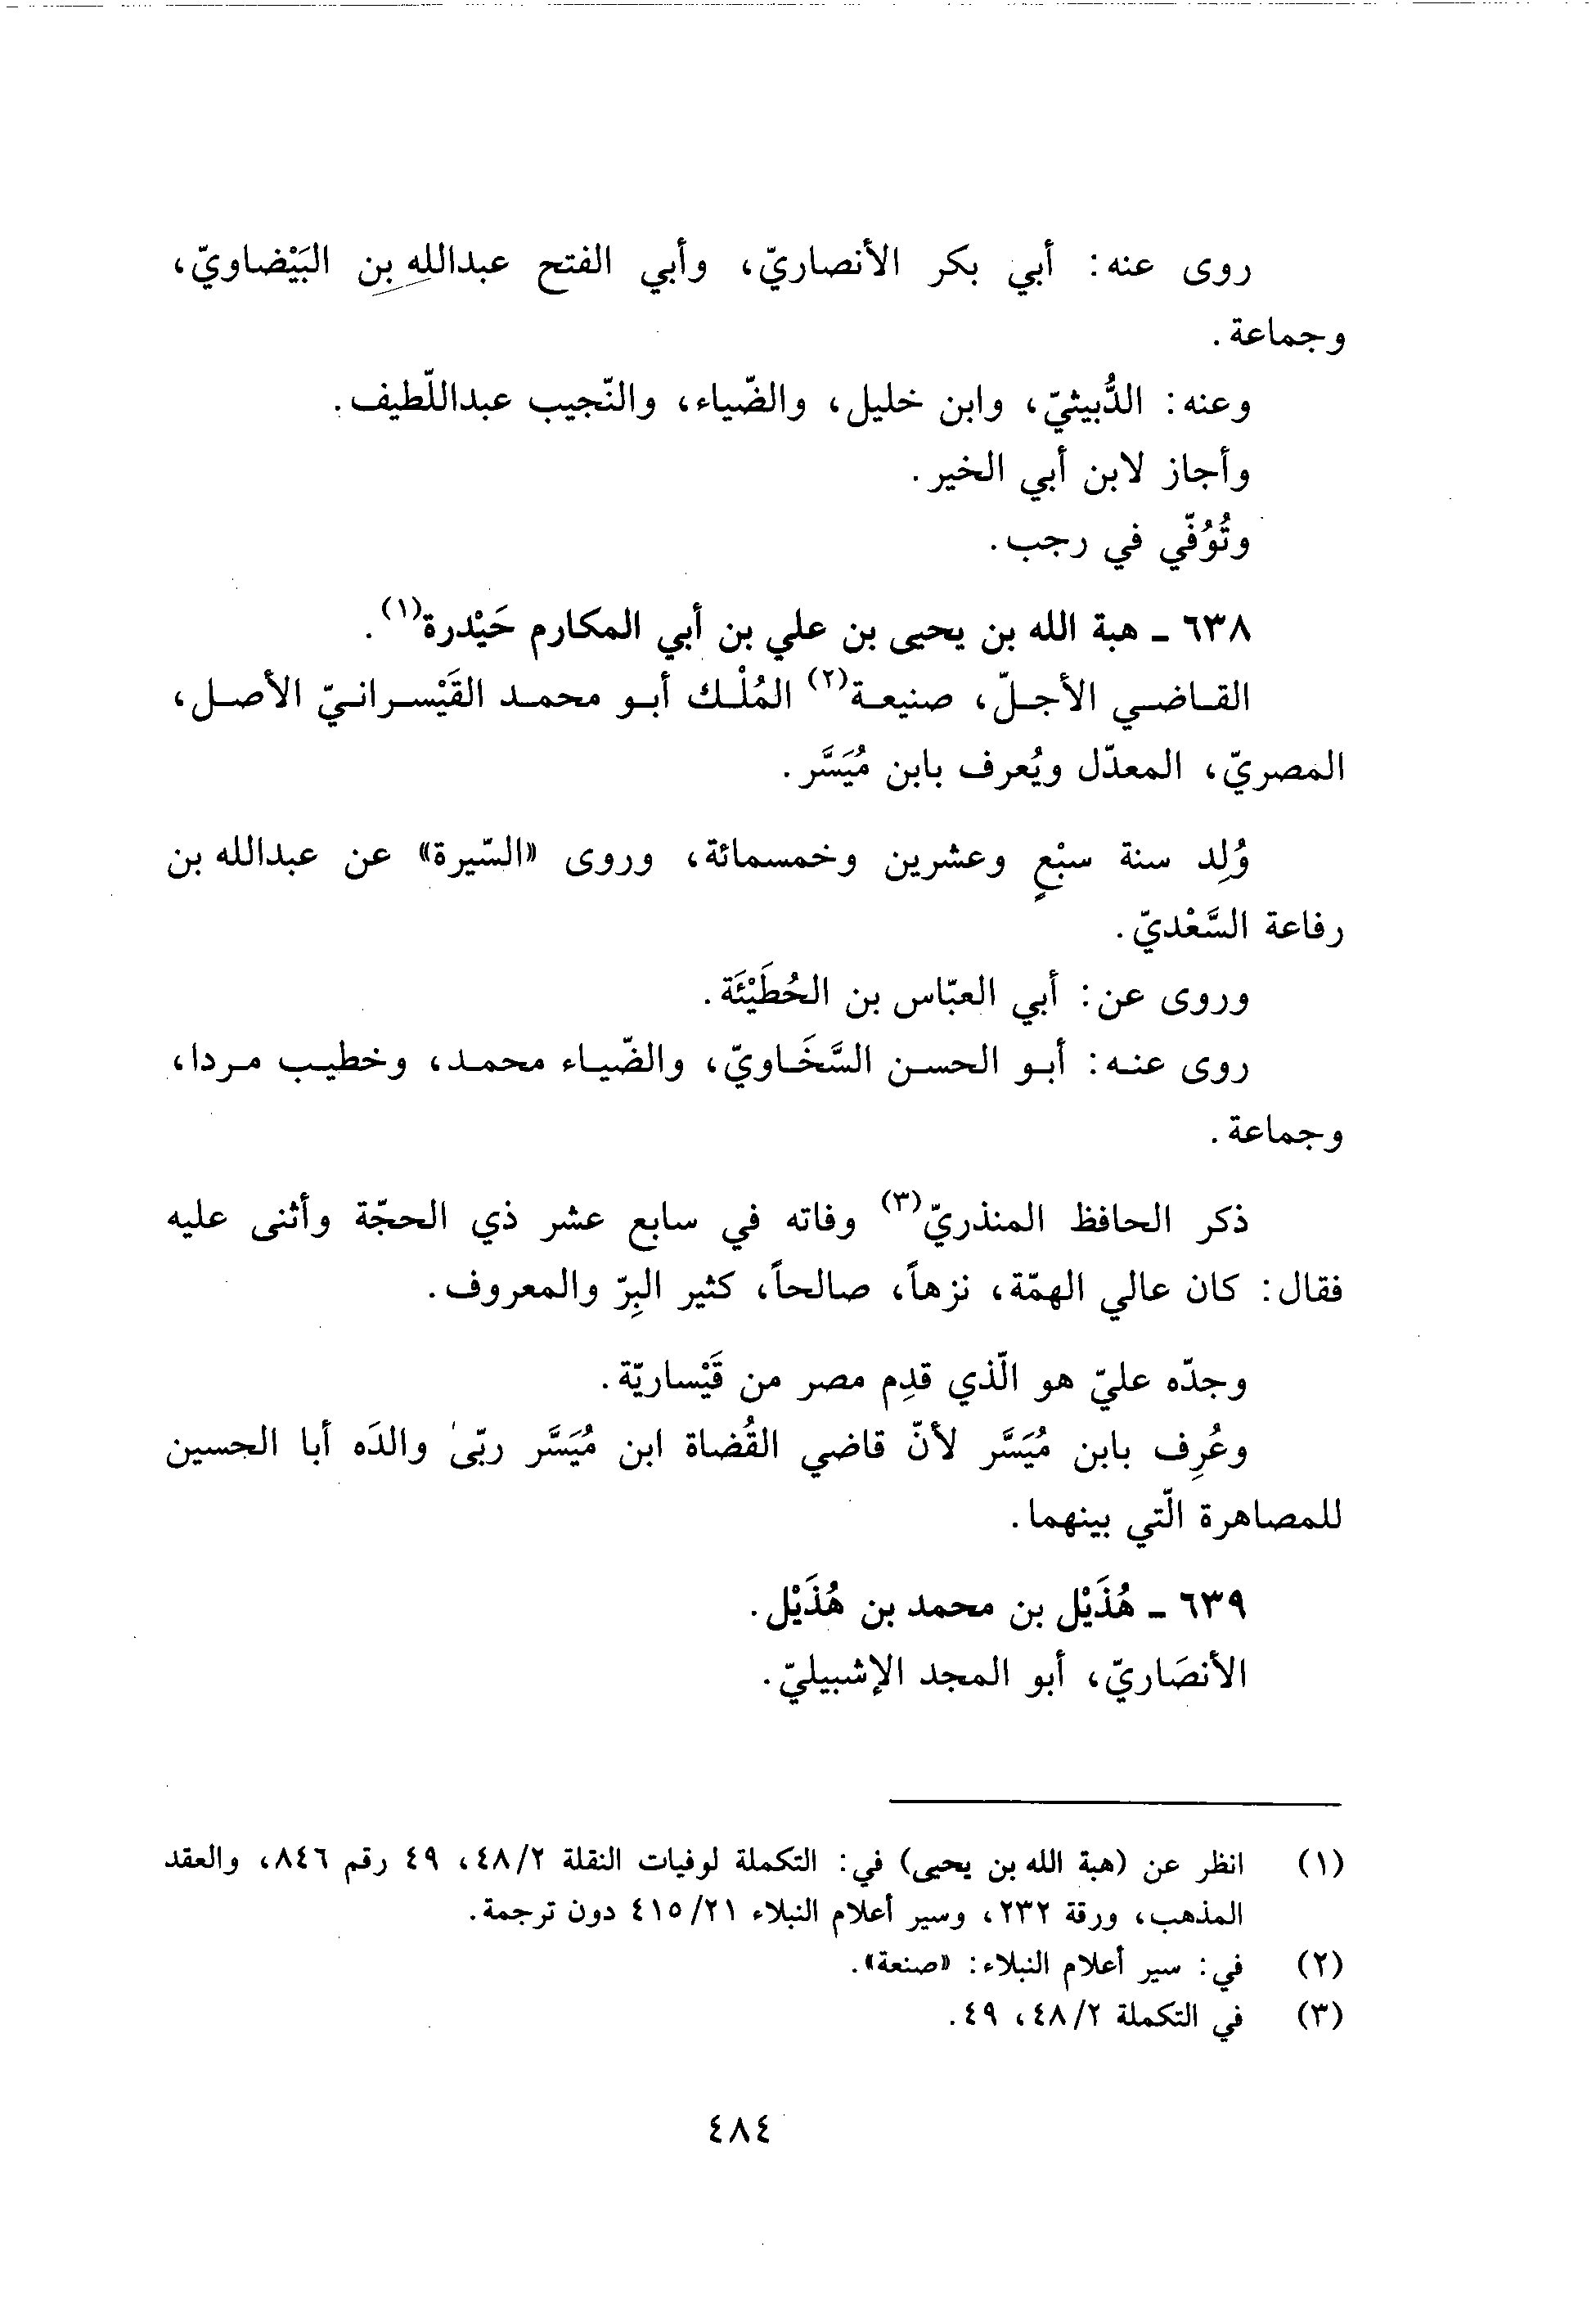 روى عنه: أبي بكر الأنصاريّ، وأبي الفتح عبدالله بن البَيْضاويّ،
وجماعة.
وعنه: الدُّبيثيّ، وابن خليل، والضّياء، والنّجيب عبداللّطيف.
وأجاز لابن أبي الخير.
وتُوُفّي في رجب.
٦٣٨ ـ هبة الله بن يحيى بن علي بن أبي المكارم حَيْدرة(١).
القاضي الأجلّ، صنيعة(٢) المُلْك أبو محمد القَيْسرانيّ الأصل،
المصريّ، المعدّل ويُعرف بابن مُيَسَّر.
وُلِد سنة سبْعٍ وعشرين وخمسمائة، وروى «السّيرة» عن عبدالله بن
رفاعة السَّعْديّ.
وروى عن: أبي العبّاس بن الحُطَيْئَة.
روى عنه: أبو الحسن السَّخَاويّ، والضّياء محمد، وخطيب مردا،
وجماعة.
ذكر الحافظ المنذريّ(٣) وفاته في سابع عشر ذي الحجّة وأثنى عليه
فقال: كان عالي الهمّة، نزهاً، صالحاً، كثير البِرّ والمعروف.
وجدّه عليّ هو الّذي قدِم مصر من قَيْساريّة.
وعُرِف بابن مُيَسَّر لأنّ قاضي القُضاة ابن مُيَسَّر ربّى والدَه أبا الحسين
للمصاهرة الّتي بينهما.
٦٣٩ ـ هُذَيْل بن محمد بن هُذَيْل.
الأنصَاريّ، أبو المجد الإشبيليّ.
(١) انظر عن (هبة الله بن يحيى) في: التكملة لوفيات النقلة ٤٨/٢، ٤٩ رقم ٨٤٦، والعقد
المذهب، ورقة ٢٣٢، وسير أعلام النبلاء ٤١٥/٢١ دون ترجمة.
(٢) في: سير أعلام النبلاء: «صنعة».
(٣) في التكملة ٤٨/٢، ٤٩.
٤٨٤